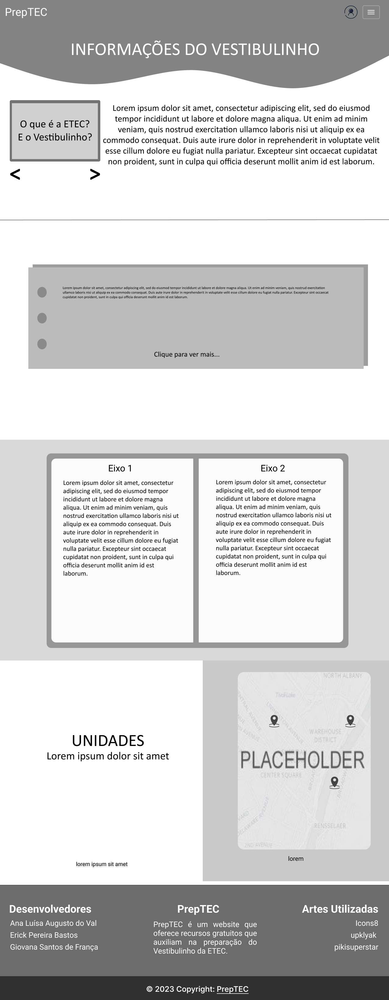 PrepTEC
INFORMAÇÕES DO VESTIBULINHO
O que é a ETEC?
E o Vestibulinho?
Lorem ipsum dolor sit amet, consectetur adipiscing elit, sed do eiusmod
tempor incididunt ut labore et dolore magna aliqua. Ut enim ad minim
veniam, quis nostrud exercitation ullamco laboris nisi ut aliquip ex ea
commodo consequat. Duis aute irure dolor in reprehenderit in voluptate velit
esse cillum dolore eu fugiat nulla pariatur. Excepteur sint occaecat cupidatat
non proident, sunt in culpa qui officia deserunt mollit anim id est laborum.
< >
Lorem ipsum dolor sit amet, consectetur adipiscing elit, sed do eiusmod tempor incididunt ut labore et dolore magna aliqua. Ut enim ad minim veniam, quis nostrud exercitation
ullamco laboris nisi ut aliquip ex ea commodo consequat. Duis aute irure dolor in reprehenderit in voluptate velit esse cillum dolore eu fugiat nulla pariatur. Excepteur sint occaecat
cupidatat non proident, sunt in culpa qui officia deserunt mollit anim id est laborum.
Clique para ver mais...
Eixo 1
Lorem ipsum dolor sit amet, consectetur
adipiscing elit, sed do eiusmod tempor
incididunt ut labore et dolore magna
aliqua. Ut enim ad minim veniam, quis
nostrud exercitation ullamco laboris nisi ut
aliquip ex ea commodo consequat. Duis
aute irure dolor in reprehenderit in
voluptate velit esse cillum dolore eu fugiat
nulla pariatur. Excepteur sint occaecat
cupidatat non proident, sunt in culpa qui
officia deserunt mollit anim id est
laborum.
Eixo 2
Lorem ipsum dolor sit amet, consectetur
adipiscing elit, sed do eiusmod tempor
incididunt ut labore et dolore magna
aliqua. Ut enim ad minim veniam, quis
nostrud exercitation ullamco laboris nisi ut
aliquip ex ea commodo consequat. Duis
aute irure dolor in reprehenderit in
voluptate velit esse cillum dolore eu fugiat
nulla pariatur. Excepteur sint occaecat
cupidatat non proident, sunt in culpa qui
officia deserunt mollit anim id est
laborum.
UNIDADES
Lorem ipsum dolor sit amet
lorem ipsum sit amet
NORTH ALBANY
Tivoli Lake
LIVINGSTON AVENUE
WAREHOUSE
DISTRICT
PLACEHOLDER
CENTER SQUARE
DELAWARE AVENUE
RENSSELAER
2ND AVENUE
lorem
Desenvolvedores
Ana Luísa Augusto do Val
Erick Pereira Bastos
Giovana Santos de França
PrepTEC
PrepTEC é um website que
oferece recursos gratuitos que
auxiliam na preparação do
Vestibulinho da ETEC.
Artes Utilizadas
Icons8
upklyak
pikisuperstar
© 2023 Copyright: PrepTEC